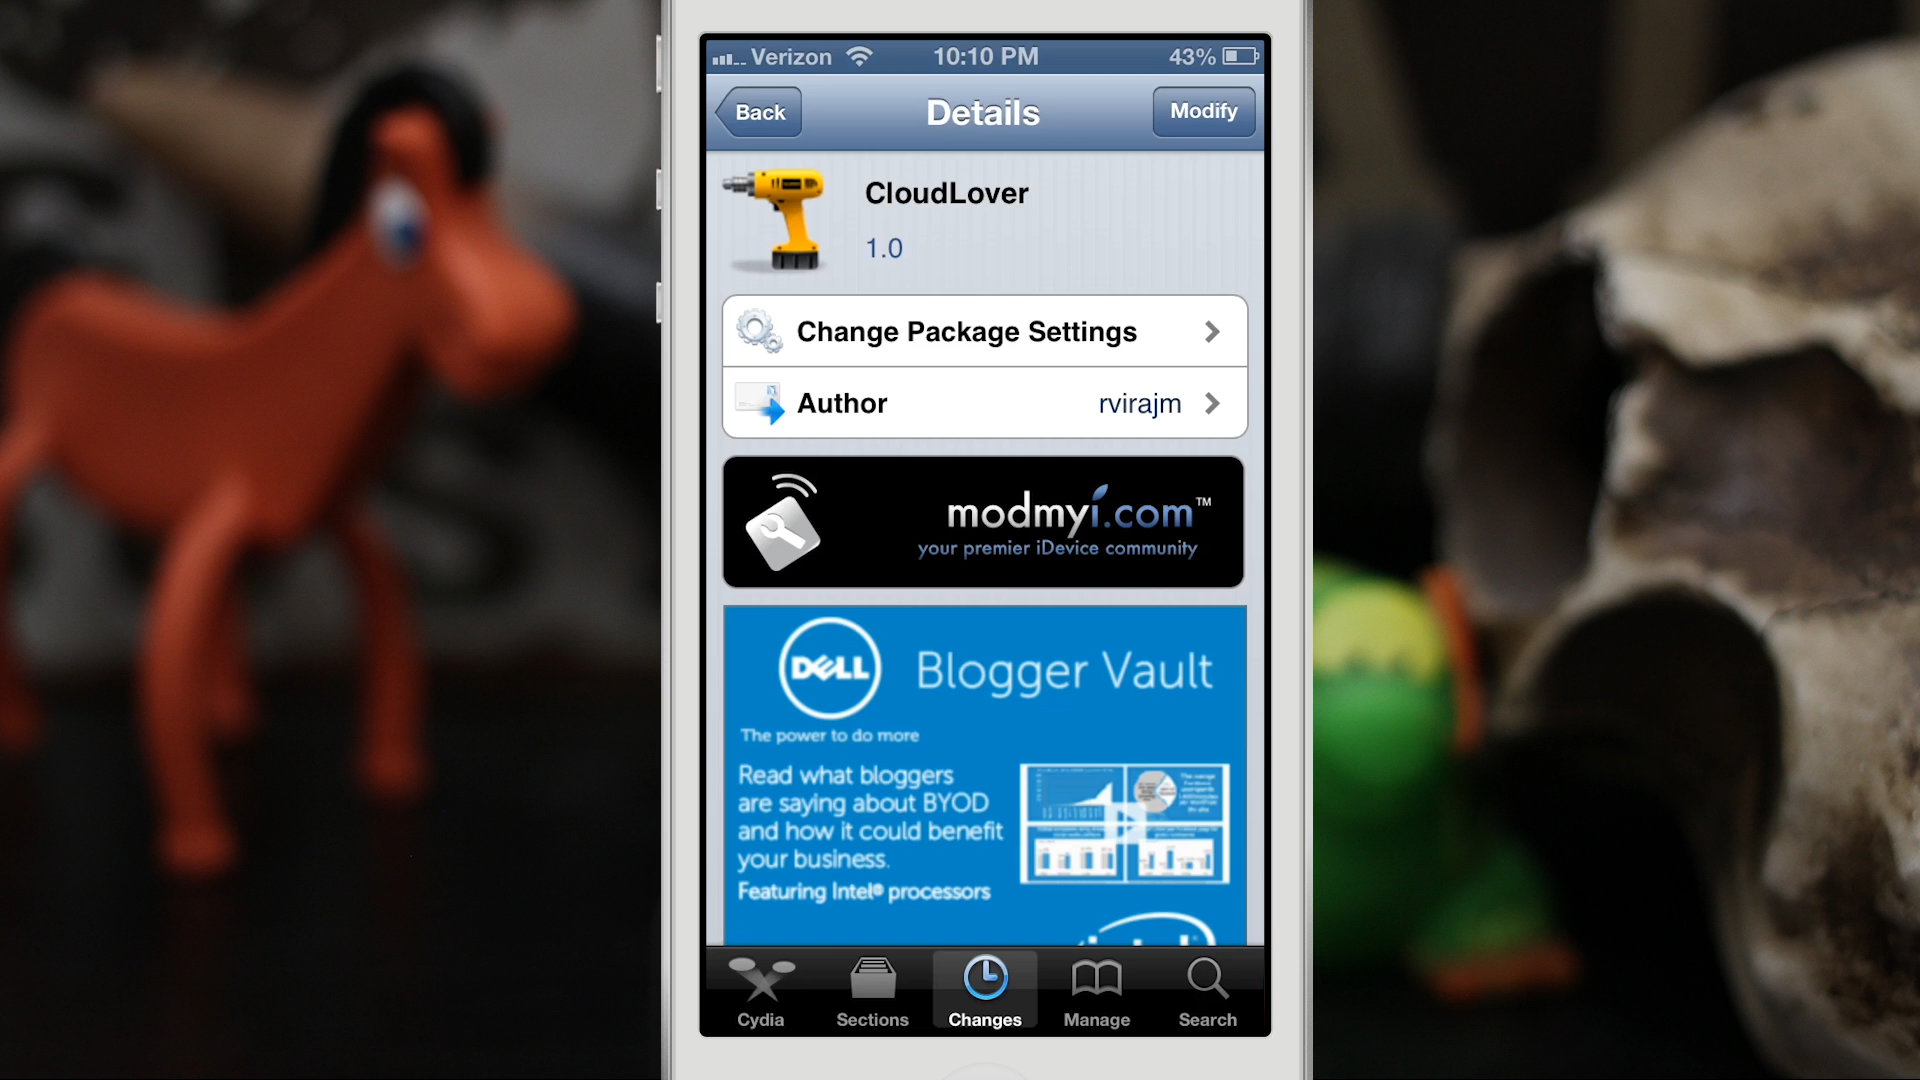 Verizon 10:10 PM 43%
Back Details Modify
CloudLover
1.0
Change Package Settings
Author rvirajm
modmyi.com™
your premier iDevice community
DELL Blogger Vault
The power to do more
Read what bloggers
are saying about BYOD
and how it could benefit
your business.
Featuring Intel® processors
Cydia Sections Changes Manage Search